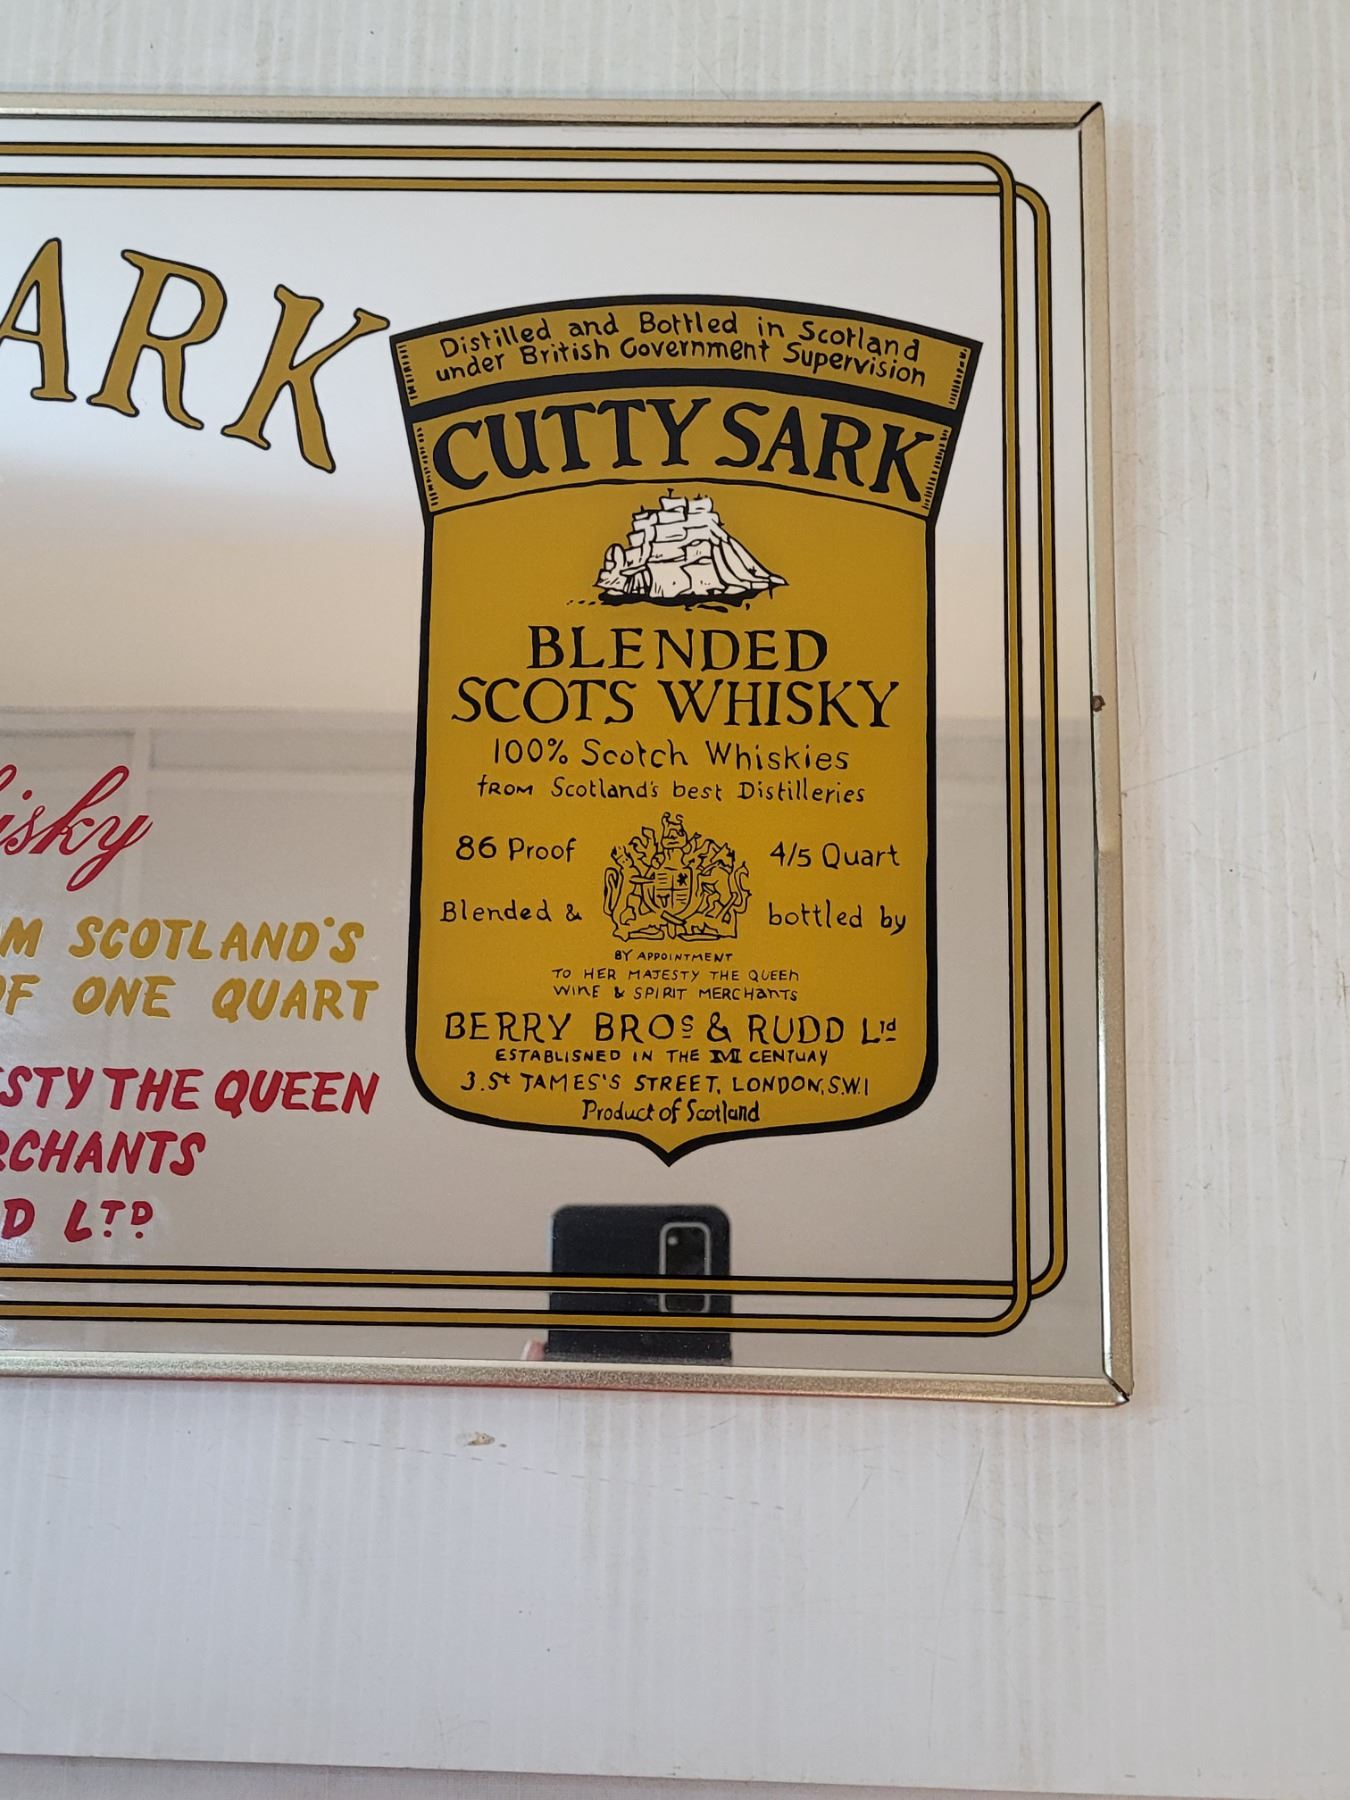 ARK
isky
M SCOTLAND'S
OF ONE QUART
STY THE QUEEN
RCHANTS
D LTD
Distilled and Bottled in Scotland
under British Government Supervision
CUTTY SARK
BLENDED
SCOTS WHISKY
100% Scotch Whiskies
from Scotland's best Distilleries
86 Proof 4/5 Quart
Blended & bottled by
BY APPOINTMENT
TO HER MAJESTY THE QUEEN
WINE & SPIRIT MERCHANTS
BERRY BROS & RUDD Ltd
ESTABLISHED IN THE CENTUAY
3.St JAMES'S STREET, LONDON, S.W.1
Product of Scotland